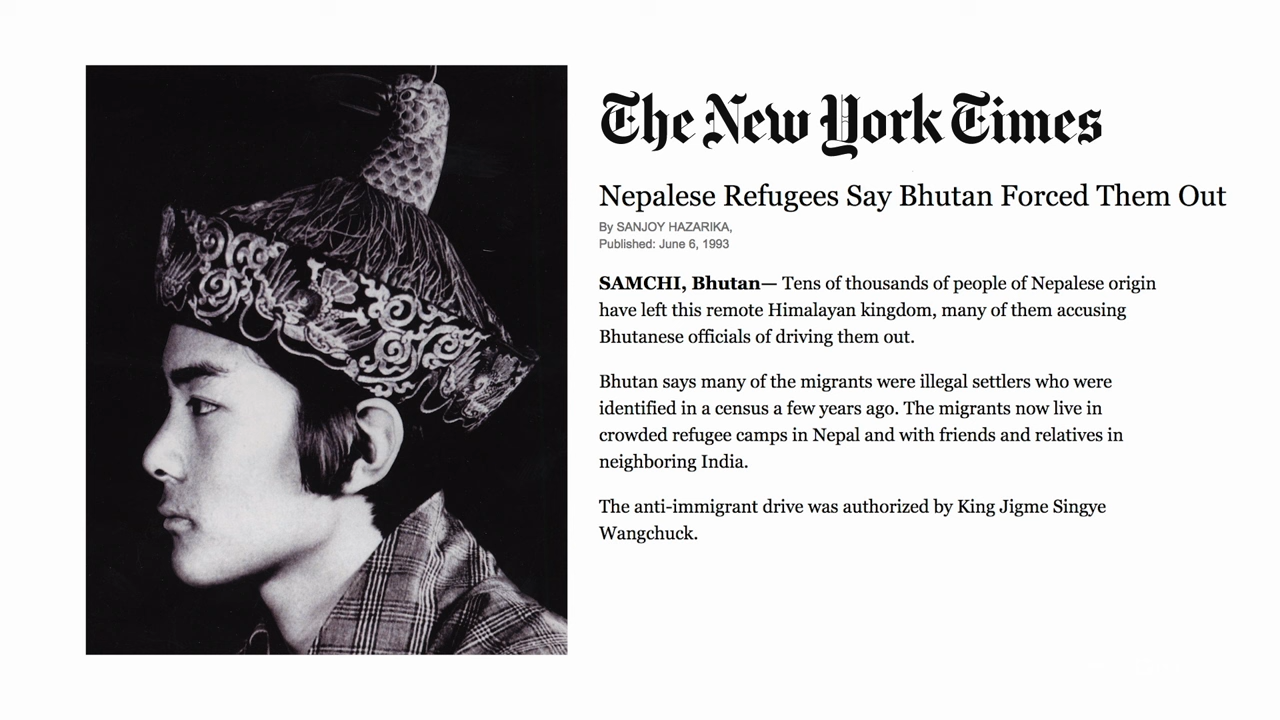 The New York Times
Nepalese Refugees Say Bhutan Forced Them Out
By SANJOY HAZARIKA,
Published: June 6, 1993
SAMCHI, Bhutan— Tens of thousands of people of Nepalese origin
have left this remote Himalayan kingdom, many of them accusing
Bhutanese officials of driving them out.
Bhutan says many of the migrants were illegal settlers who were
identified in a census a few years ago. The migrants now live in
crowded refugee camps in Nepal and with friends and relatives in
neighboring India.
The anti-immigrant drive was authorized by King Jigme Singye
Wangchuck.